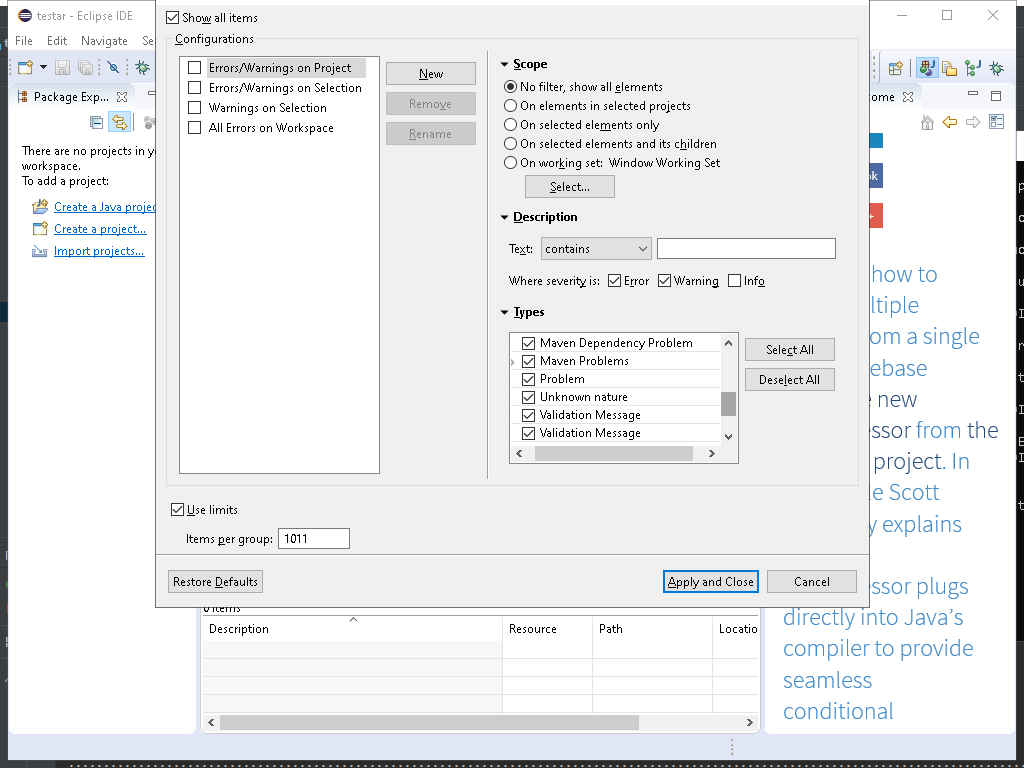 testar - Eclipse IDE
File Edit Navigate
Package Exp...
There are no projects in
workspace.
To add a project:
Create a Java
Create a project...
Import projects...
Show all items
Configurations
Errors/Warnings on Project
Errors/Warnings on Selection
Warnings on Selection
All Errors on Workspace
New
Remove
Rename
Scope
No filter, show all elements
On elements in selected projects
On selected elements only
On selected elements and its children
On working set: Window Working Set
Select...
Description
Text: contains
Where severity is: Error Warning Info
Types
Maven Dependency Problem
Maven Problems
Problem
Unknown nature
Validation Message
Validation Message
Select All
Deselect All
Use limits
Items per group: 1011
Restore Defaults
Apply and Close
Cancel
0 items
Description Resource Path Locatio
ome
ok
how to
ltiple
om a single
ebase
new
essor from the
project. In
le Scott
y explains
essor plugs
directly into Java’s
compiler to provide
seamless
conditional